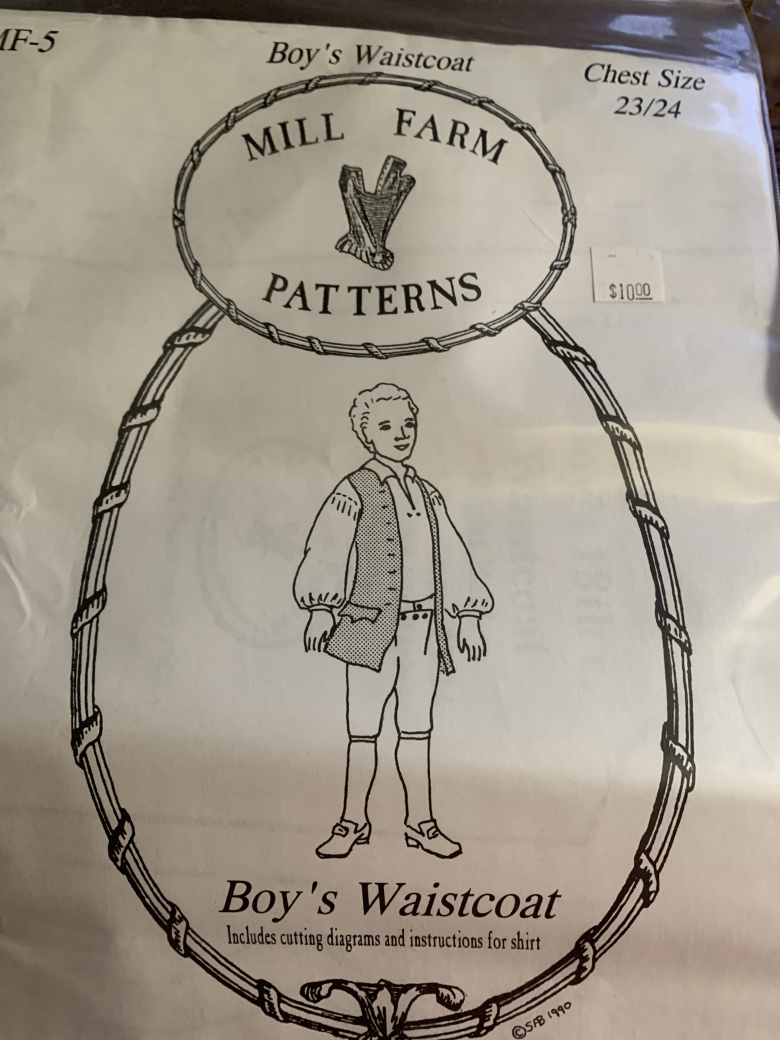 MF-5
Boy's Waistcoat
Chest Size
23/24
MILL FARM
PATTERNS
$10.00
Boy's Waistcoat
Includes cutting diagrams and instructions for shirt
©SFB 1990